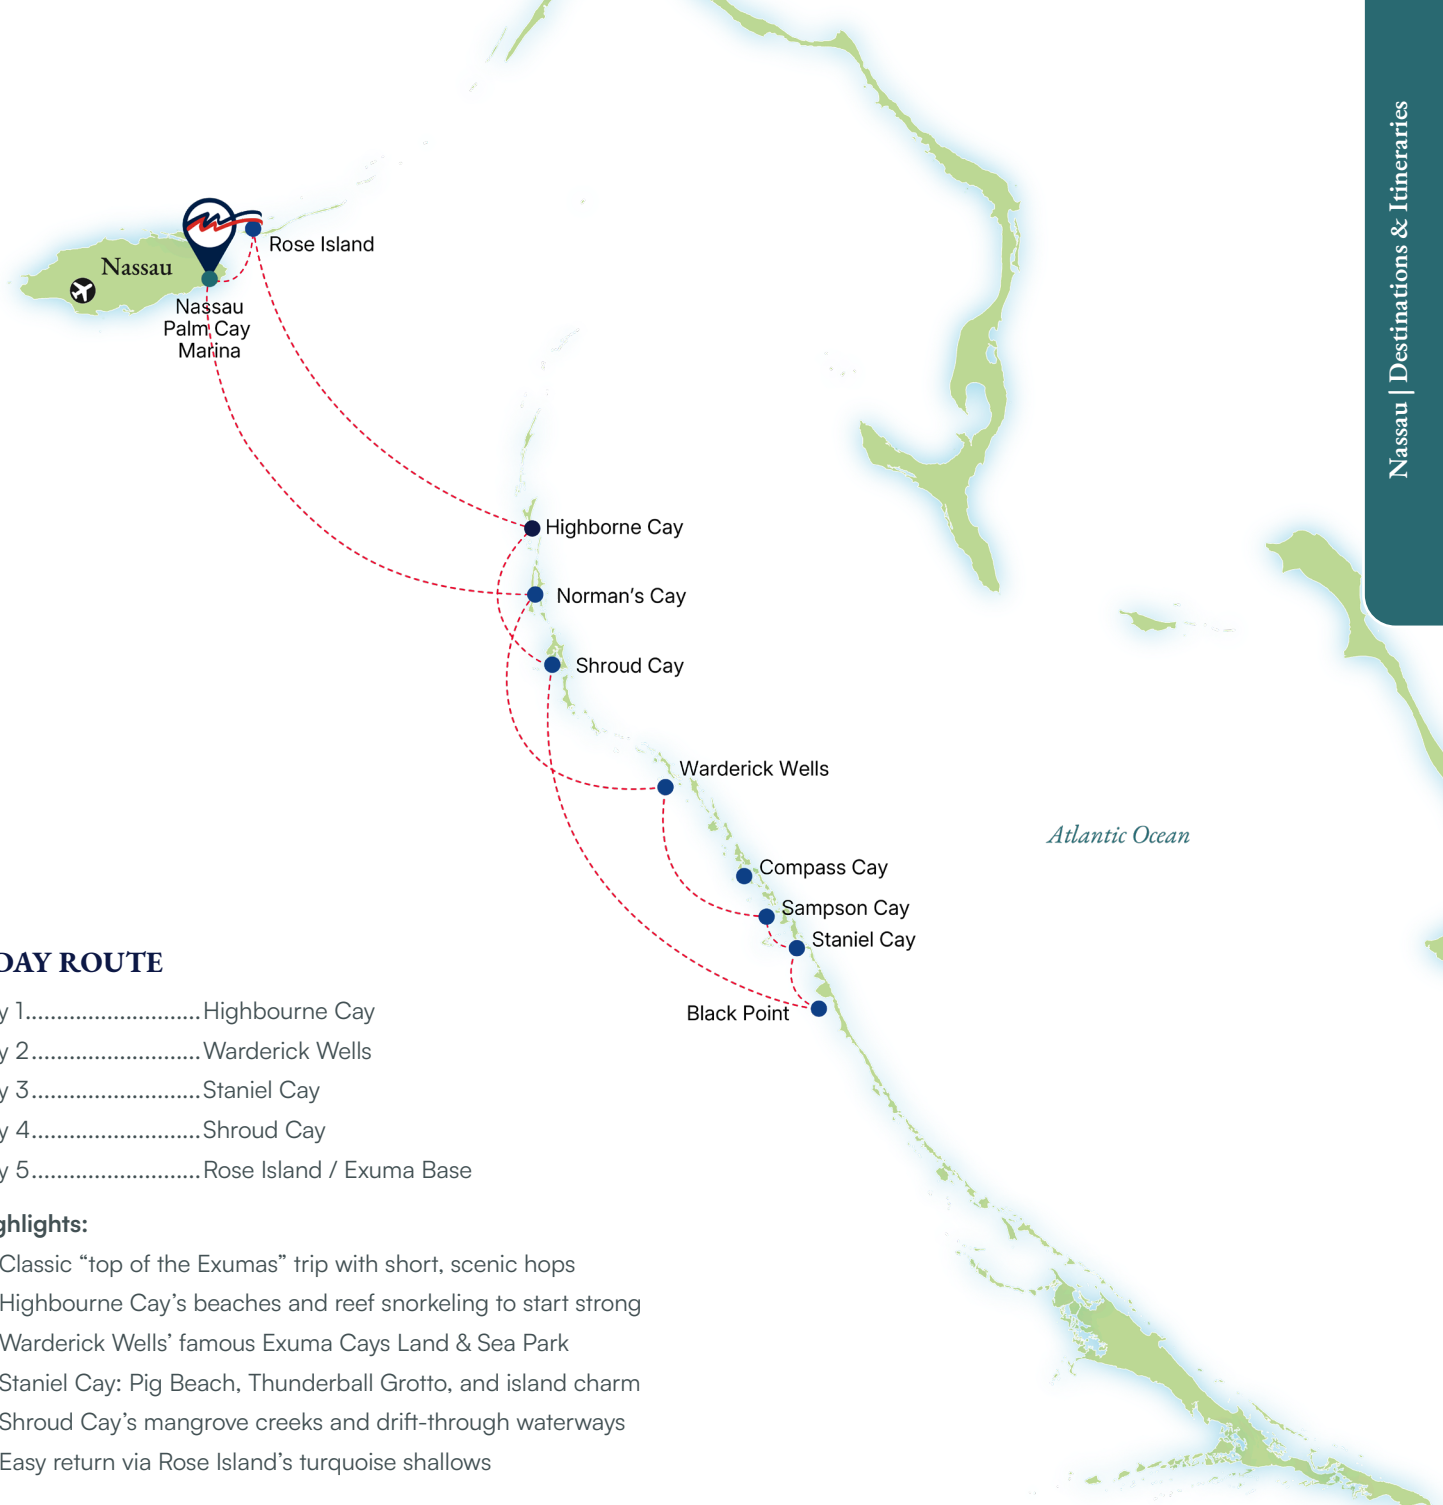 Nassau | Destinations & Itineraries
Rose Island
Nassau
Nassau
Palm Cay
Marina
Highborne Cay
Norman's Cay
Shroud Cay
Warderick Wells
Atlantic Ocean
Compass Cay
Sampson Cay
Staniel Cay
Black Point
DAY ROUTE
y 1............................Highbourne Cay
y 2...........................Warderick Wells
y 3...........................Staniel Cay
y 4...........................Shroud Cay
y 5...........................Rose Island / Exuma Base
ghlights:
Classic “top of the Exumas” trip with short, scenic hops
Highbourne Cay’s beaches and reef snorkeling to start strong
Warderick Wells’ famous Exuma Cays Land & Sea Park
Staniel Cay: Pig Beach, Thunderball Grotto, and island charm
Shroud Cay’s mangrove creeks and drift-through waterways
Easy return via Rose Island’s turquoise shallows